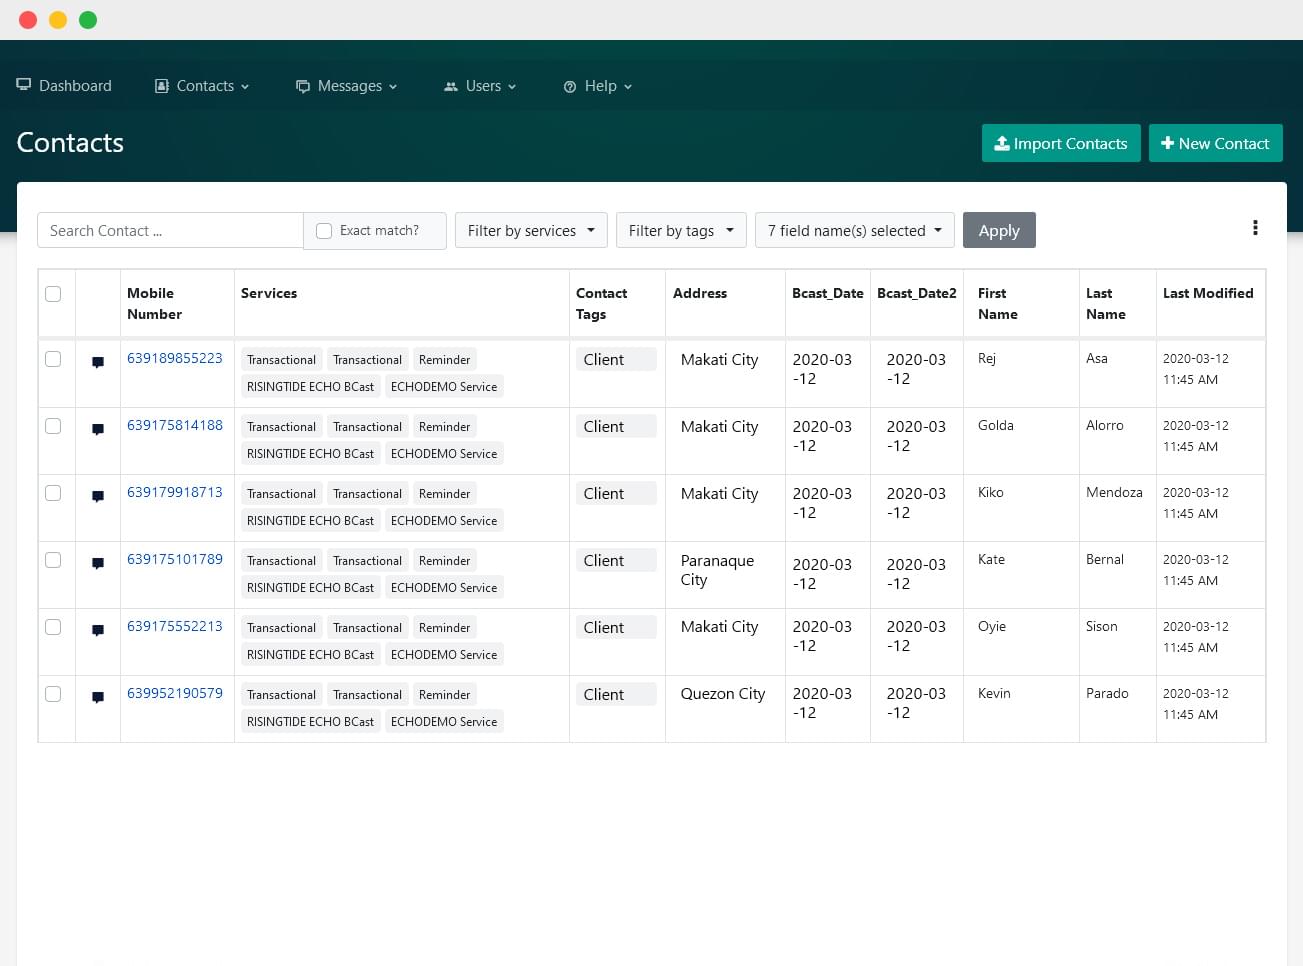 Dashboard Contacts Messages Users Help
Contacts
Import Contacts New Contact
Search Contact ... Exact match? Filter by services Filter by tags 7 field name(s) selected Apply
Mobile Number Services Contact Tags Address Bcast_Date Bcast_Date2 First Name Last Name Last Modified
639189855223 Transactional Transactional Reminder Client Makati City 2020-03 2020-03 Rej Asa 2020-03-12
RISINGTIDE ECHO BCast ECHODEMO Service -12 -12 11:45 AM
639175814188 Transactional Transactional Reminder Client Makati City 2020-03 2020-03 Golda Alorro 2020-03-12
RISINGTIDE ECHO BCast ECHODEMO Service -12 -12 11:45 AM
639179918713 Transactional Transactional Reminder Client Makati City 2020-03 2020-03 Kiko Mendoza 2020-03-12
RISINGTIDE ECHO BCast ECHODEMO Service -12 -12 11:45 AM
639175101789 Transactional Transactional Reminder Client Paranaque 2020-03 2020-03 Kate Bernal 2020-03-12
RISINGTIDE ECHO BCast ECHODEMO Service City -12 -12 11:45 AM
639175552213 Transactional Transactional Reminder Client Makati City 2020-03 2020-03 Oyie Sison 2020-03-12
RISINGTIDE ECHO BCast ECHODEMO Service -12 -12 11:45 AM
639952190579 Transactional Transactional Reminder Client Quezon City 2020-03 2020-03 Kevin Parado 2020-03-12
RISINGTIDE ECHO BCast ECHODEMO Service -12 -12 11:45 AM